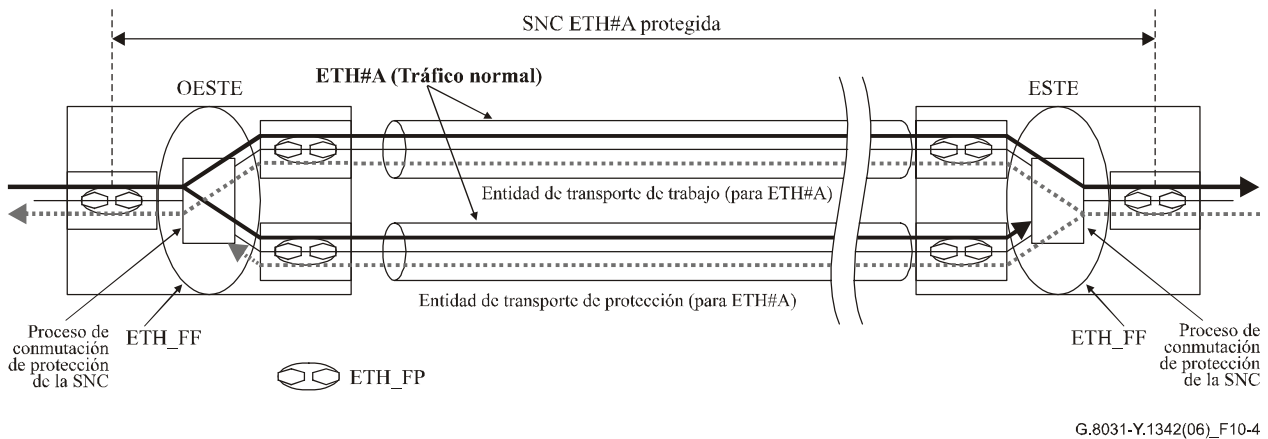 SNC ETH#A protegida
ETH#A (Tráfico normal)
OESTE
ESTE
Entidad de transporte de trabajo (para ETH#A)
Entidad de transporte de protección (para ETH#A)
Proceso de
conmutación
de protección
de la SNC
ETH_FF
ETH_FF
Proceso de
conmutación
de protección
de la SNC
ETH_FP
G.8031-Y.1342(06)_F10-4